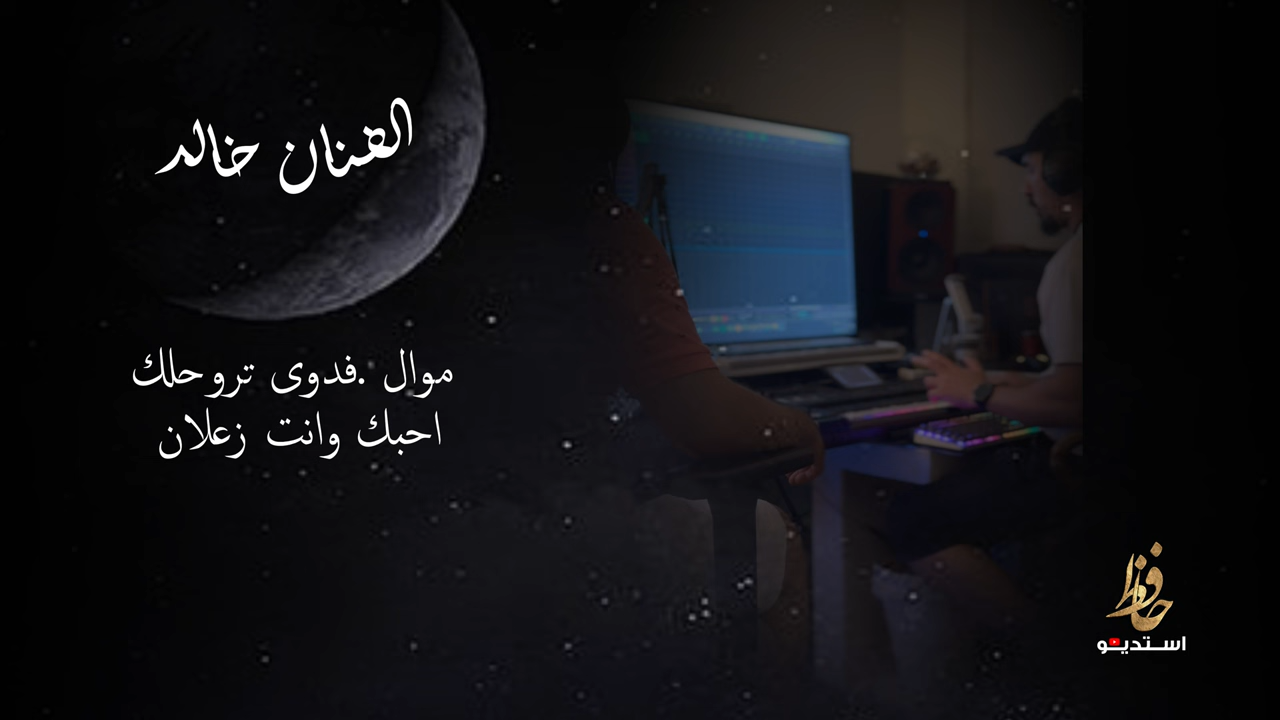 الفنان خالد
موال .فدوى تروحلك
احبك وانت زعلان
حافظ
استديو